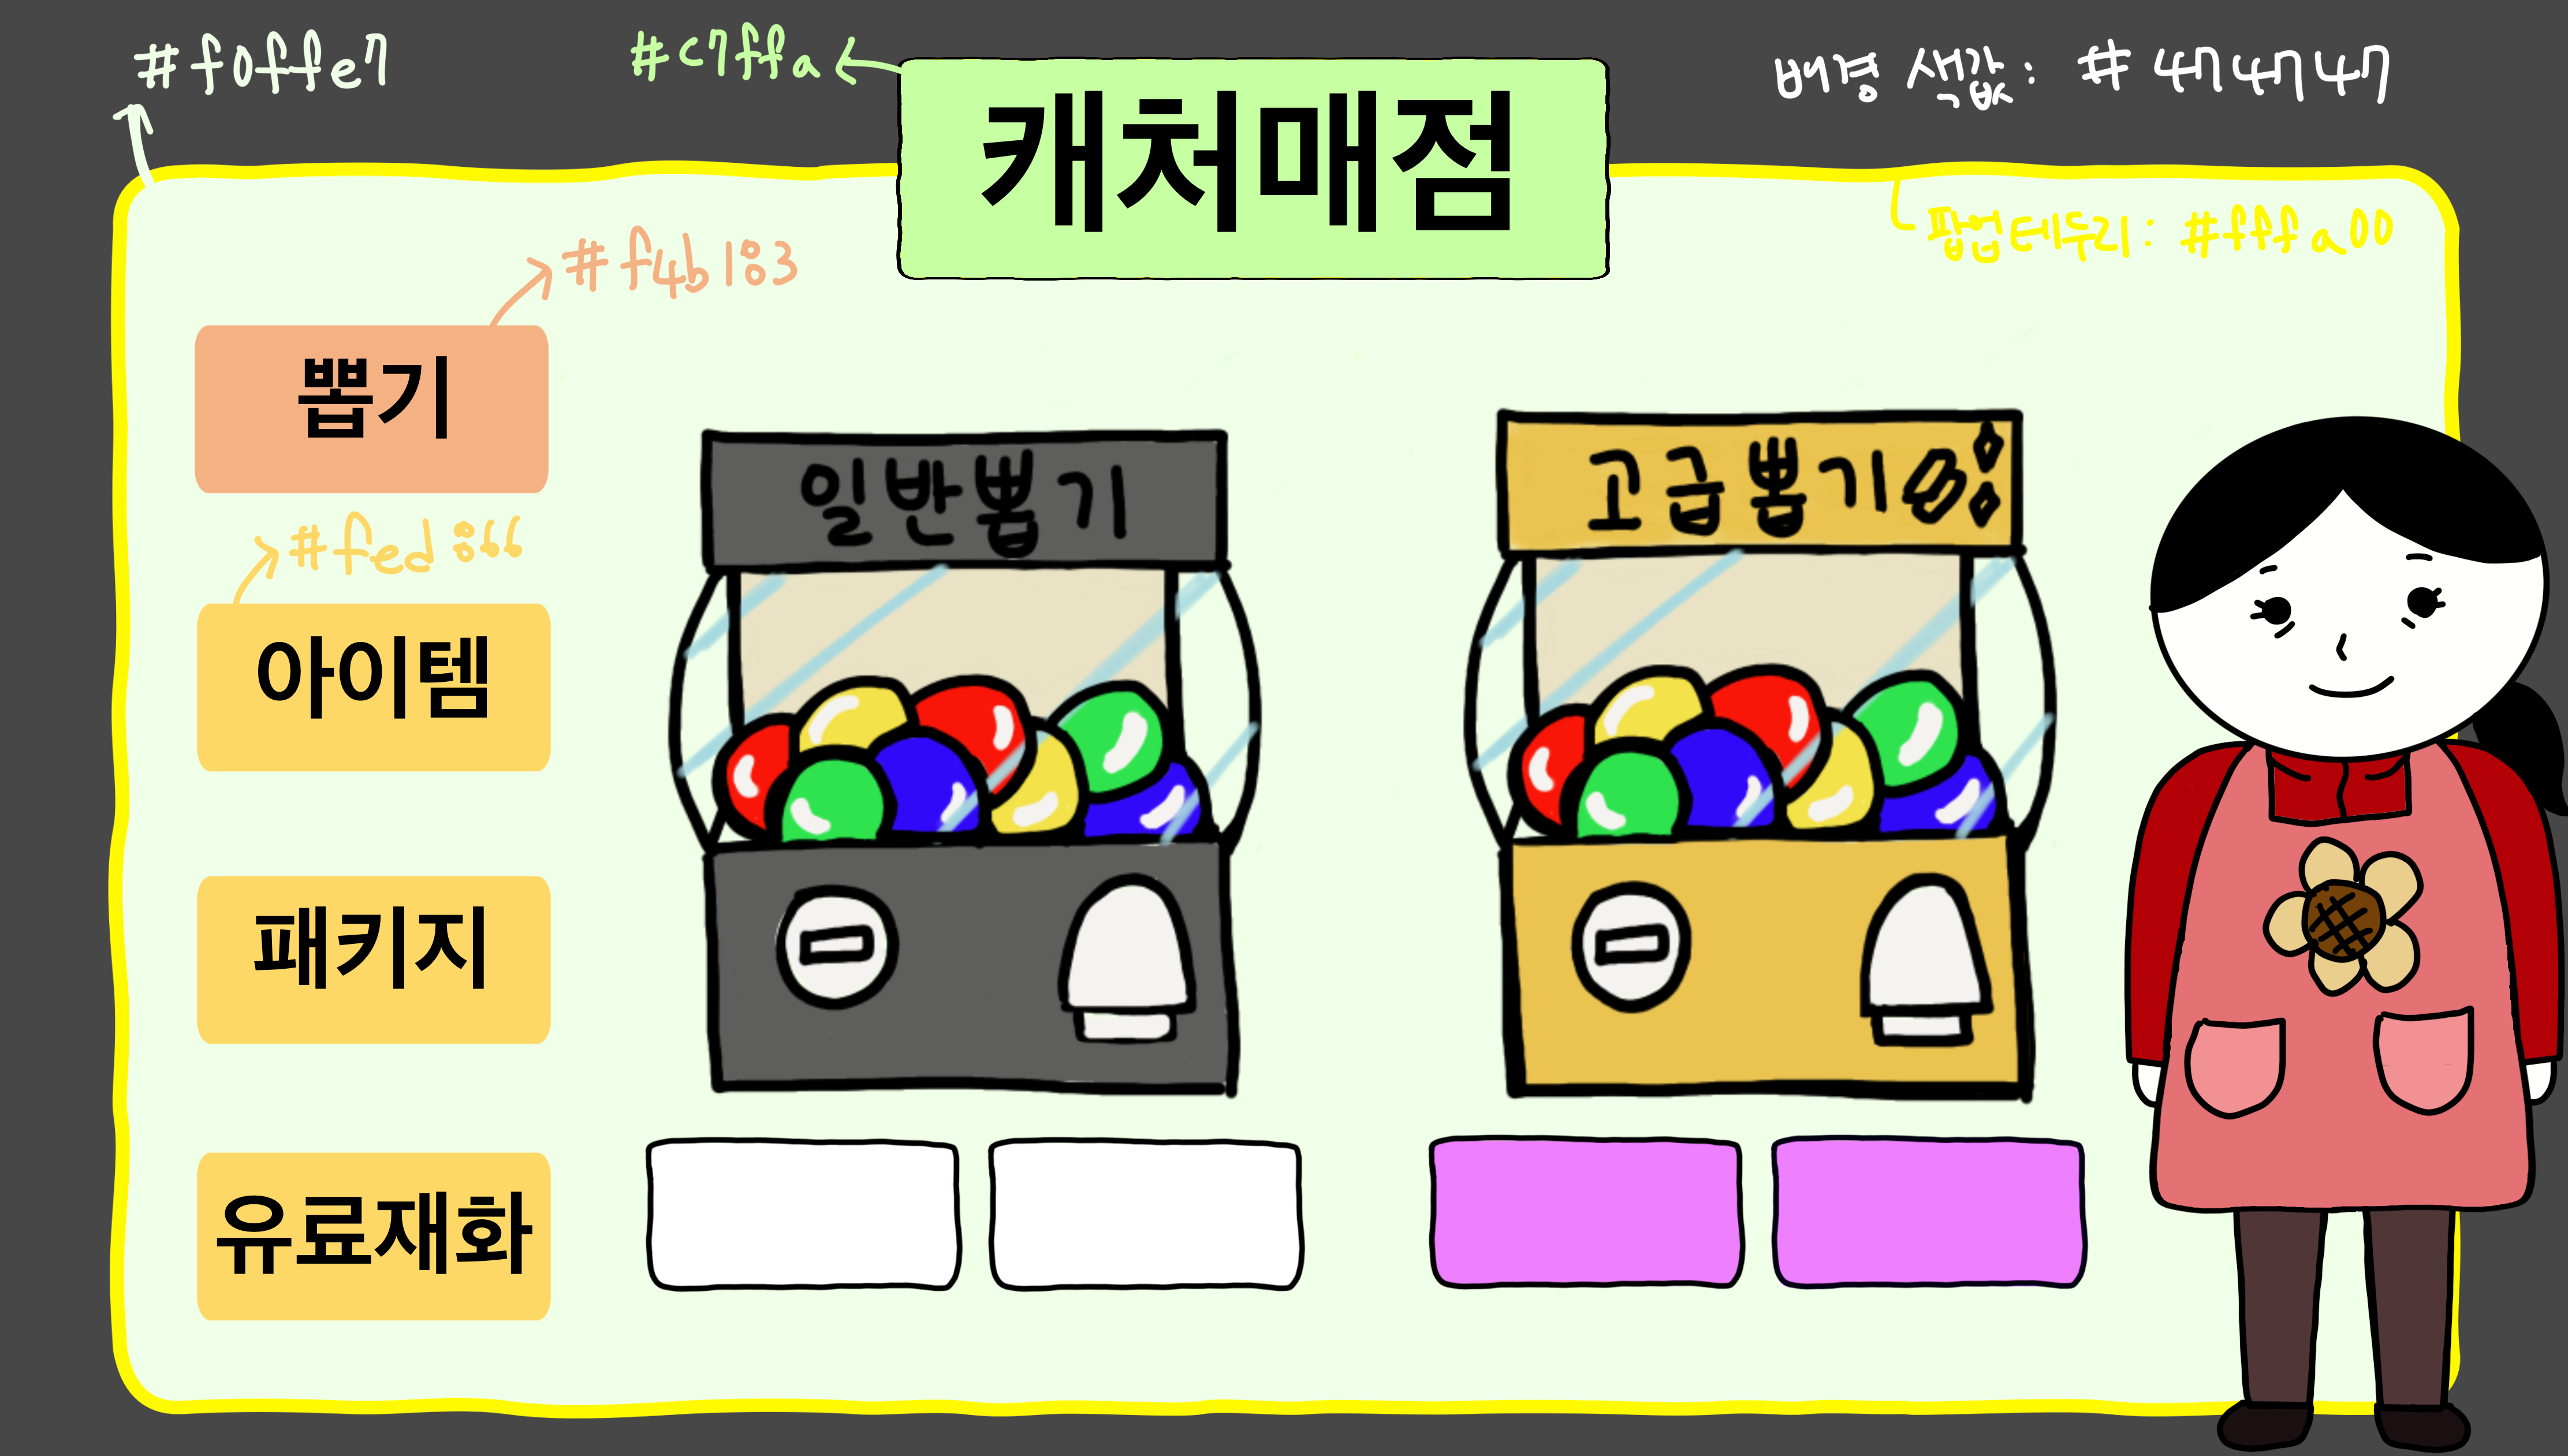 #f0ffe7
#c7ffa
배경 색값: #474747
캐처매점
팝업테두리: #fffa00
#f4b183
뽑기
#fed866
아이템
패키지
유료재화
일반뽑기
고급뽑기